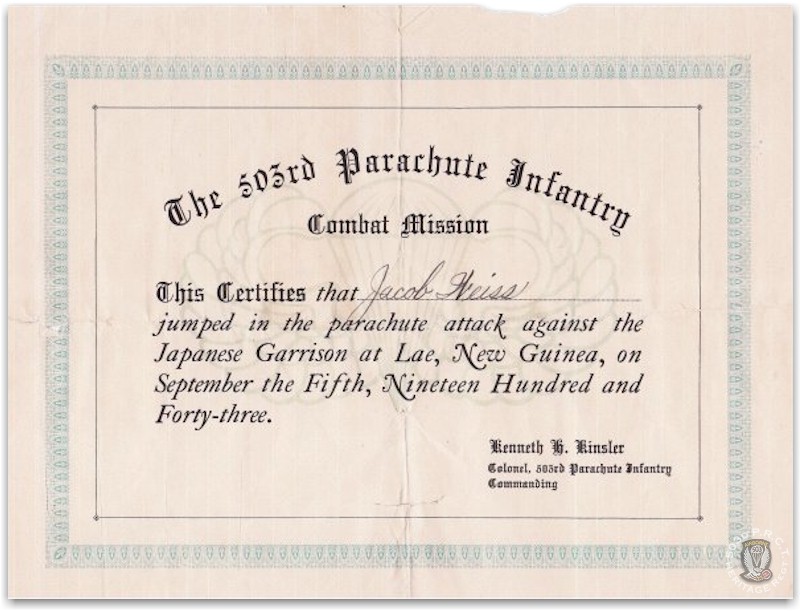 The 503rd Parachute Infantry
Combat Mission
This Certifies that Jacob Weiss
jumped in the parachute attack against the
Japanese Garrison at Lae, New Guinea, on
September the Fifth, Nineteen Hundred and
Forty-three.
Kenneth H. Kinsler
Colonel, 503rd Parachute Infantry
Commanding